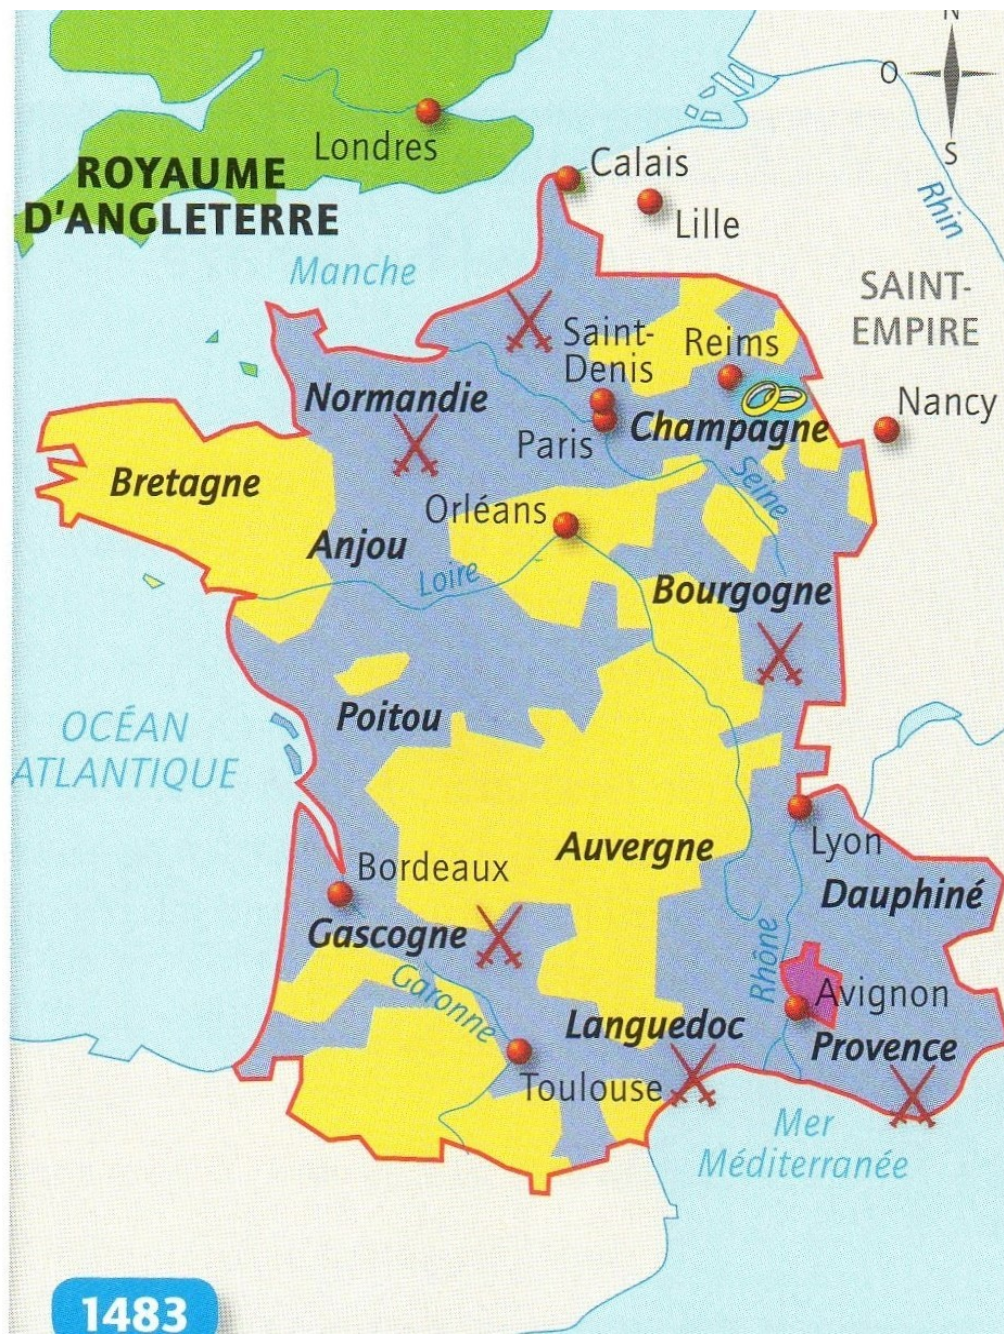 N
O
S
Londres
ROYAUME
D'ANGLETERRE
Calais
Lille
Rhin
Manche
SAINT-
EMPIRE
Saint-
Denis
Reims
Nancy
Normandie
Paris
Champagne
Bretagne
Orléans
Seine
Anjou
Loire
Bourgogne
Poitou
OCÉAN
ATLANTIQUE
Auvergne
Lyon
Bordeaux
Dauphiné
Gascogne
Garonne
Rhône
Avignon
Languedoc
Provence
Toulouse
Mer
Méditerranée
1483